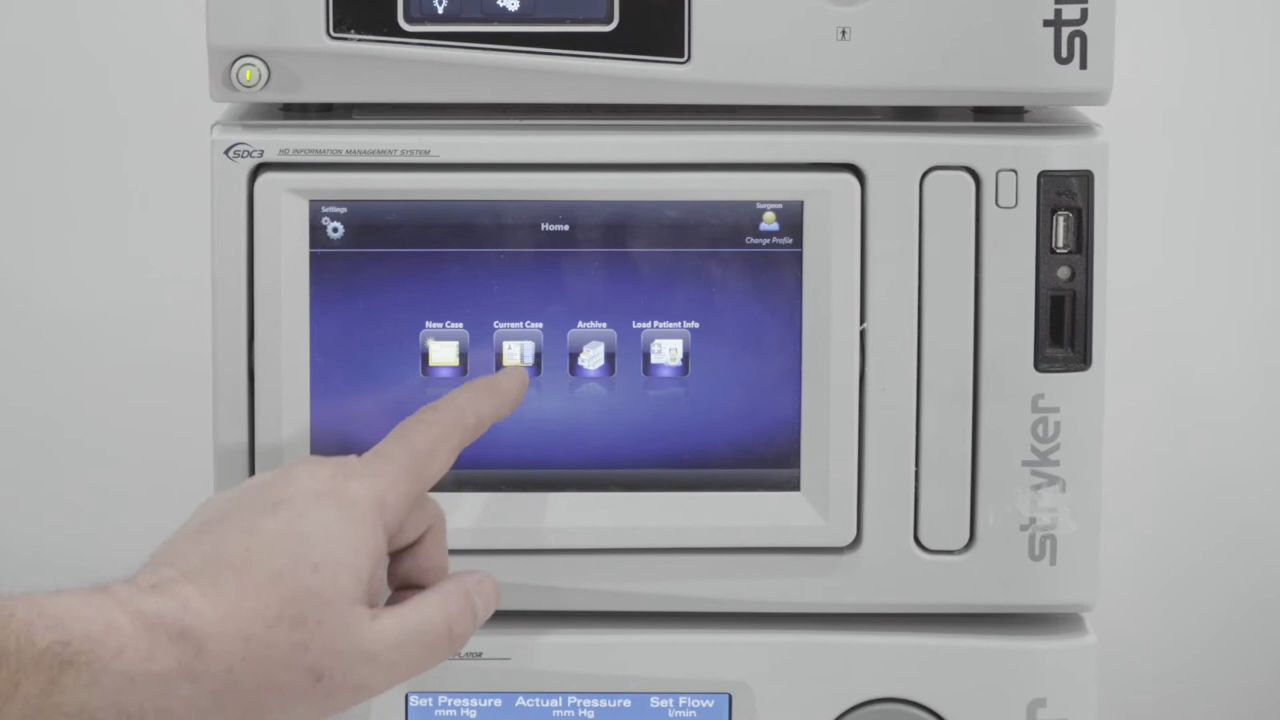 stryker
SDC3
HD INFORMATION MANAGEMENT SYSTEM
Settings
Home
Surgeon
Change Profile
New Case
Current Case
Archive
Load Patient Info
stryker
Set Pressure
Actual Pressure
Set Flow
mm Hg
mm Hg
l/min